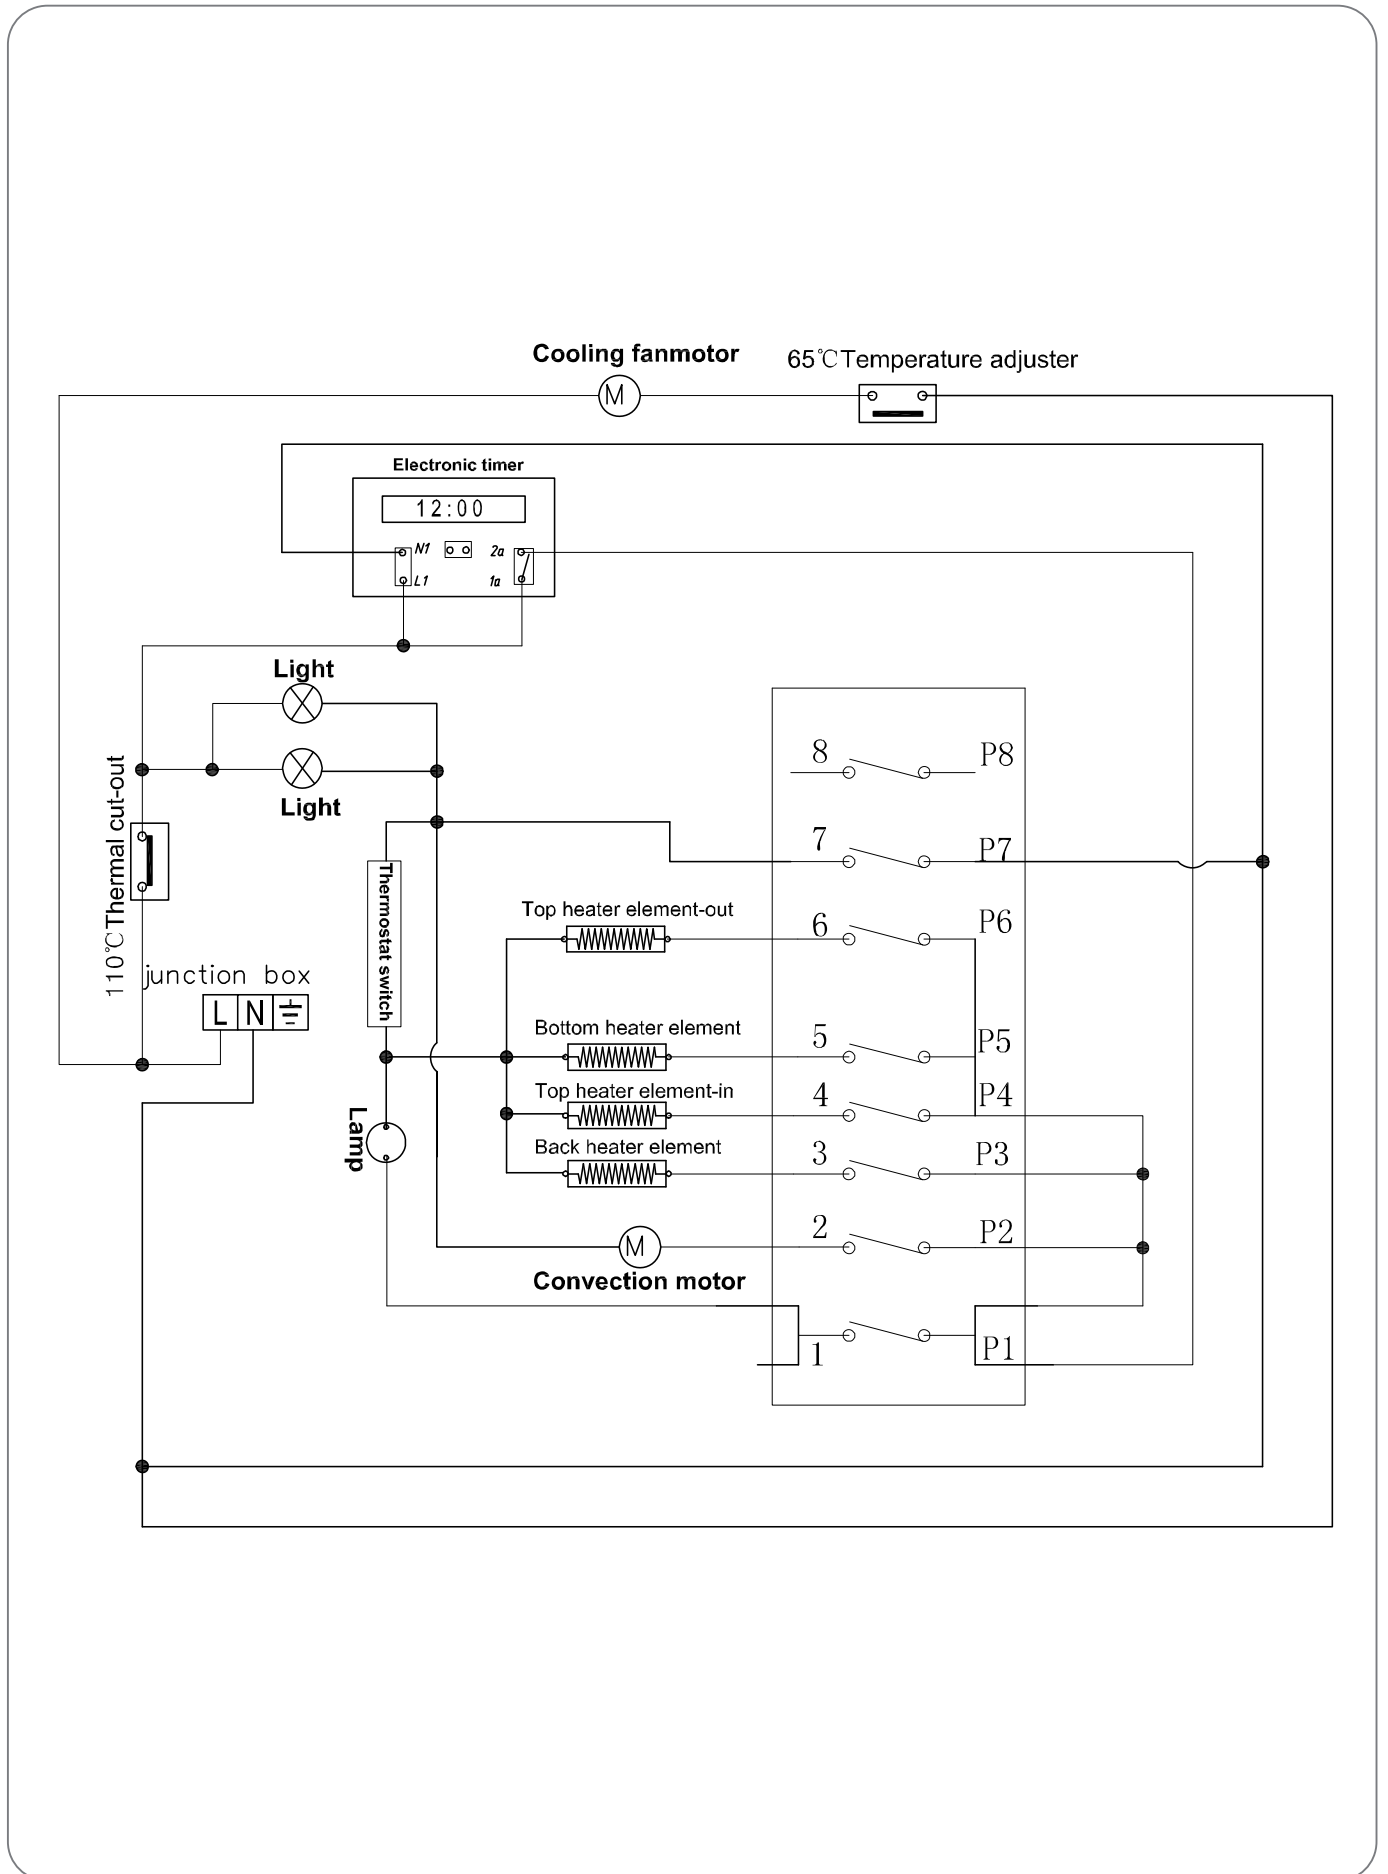 Cooling fanmotor
65℃Temperature adjuster
M
Electronic timer
12:00
N1
2a
L1
1a
Light
Light
110℃Thermal cut-out
junction box
L N
Thermostat switch
Lamp
Top heater element-out
Bottom heater element
Top heater element-in
Back heater element
M
Convection motor
8 P8
7 P7
6 P6
5 P5
4 P4
3 P3
2 P2
1 P1